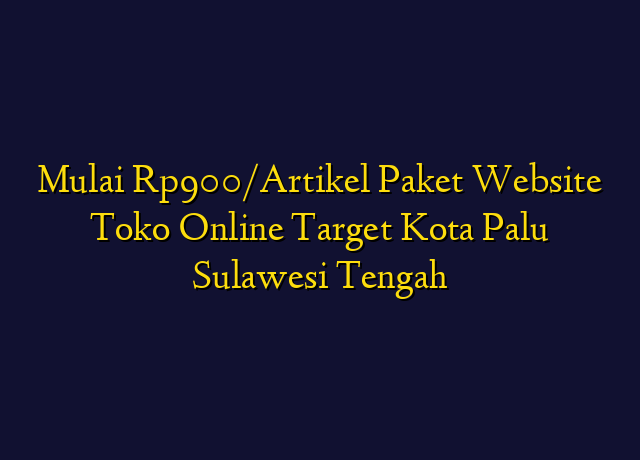 Mulai Rp900/Artikel Paket Website
Toko Online Target Kota Palu
Sulawesi Tengah